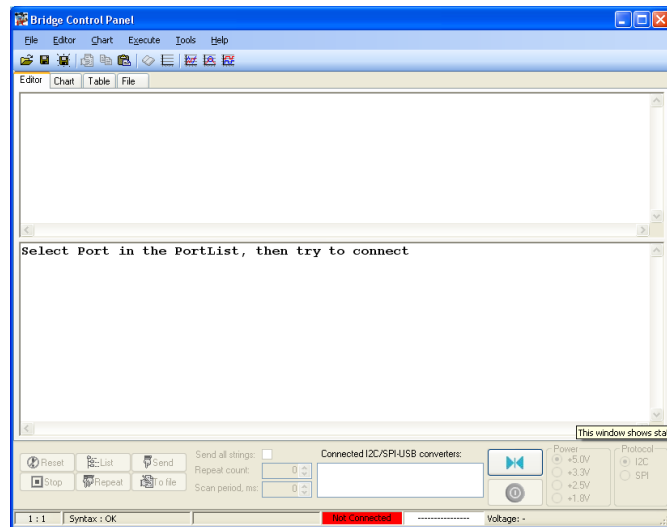 Bridge Control Panel
File Editor Chart Execute Tools Help
Editor Chart Table File
Select Port in the PortList, then try to connect
This window shows stat
Reset List Send
Stop Repeat To file
Send all strings:
Repeat count: 0
Scan period, ms: 0
Connected I2C/SPI-USB converters:
Power
+5.0V
+3.3V
+2.5V
+1.8V
Protocol
I2C
SPI
1 : 1 Syntax : OK Not Connected ---------------- Voltage: -